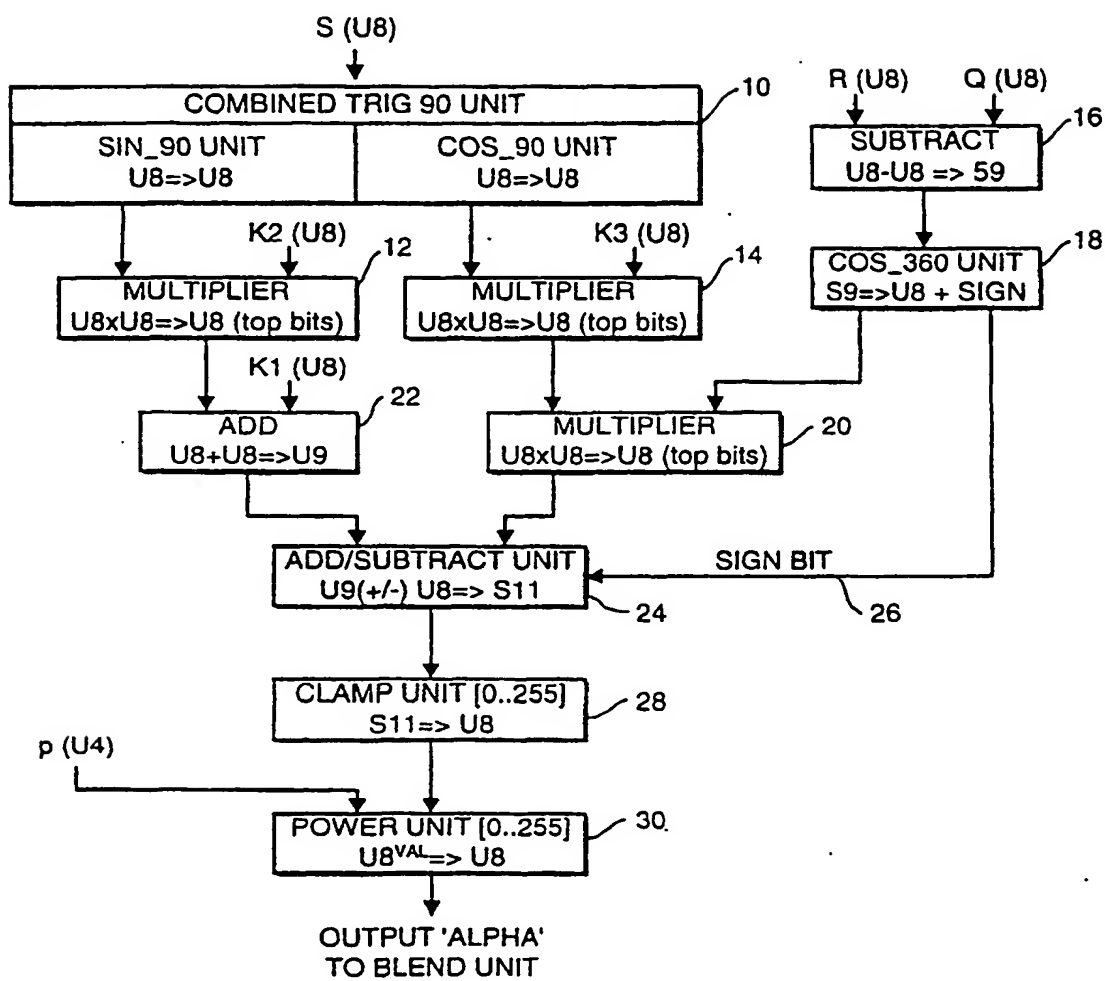 S (U8)
COMBINED TRIG 90 UNIT
10
SIN_90 UNIT
U8=>U8
COS_90 UNIT
U8=>U8
R (U8)
Q (U8)
16
SUBTRACT
U8-U8 => 59
K2 (U8)
12
MULTIPLIER
U8xU8=>U8 (top bits)
K3 (U8)
14
MULTIPLIER
U8xU8=>U8 (top bits)
18
COS_360 UNIT
S9=>U8 + SIGN
K1 (U8)
22
ADD
U8+U8=>U9
MULTIPLIER
20
U8xU8=>U8 (top bits)
ADD/SUBTRACT UNIT
U9(+/-) U8=> S11
24
SIGN BIT
26
CLAMP UNIT [0..255]
S11=> U8
28
p (U4)
POWER UNIT [0..255]
U8^VAL=> U8
30
OUTPUT 'ALPHA'
TO BLEND UNIT